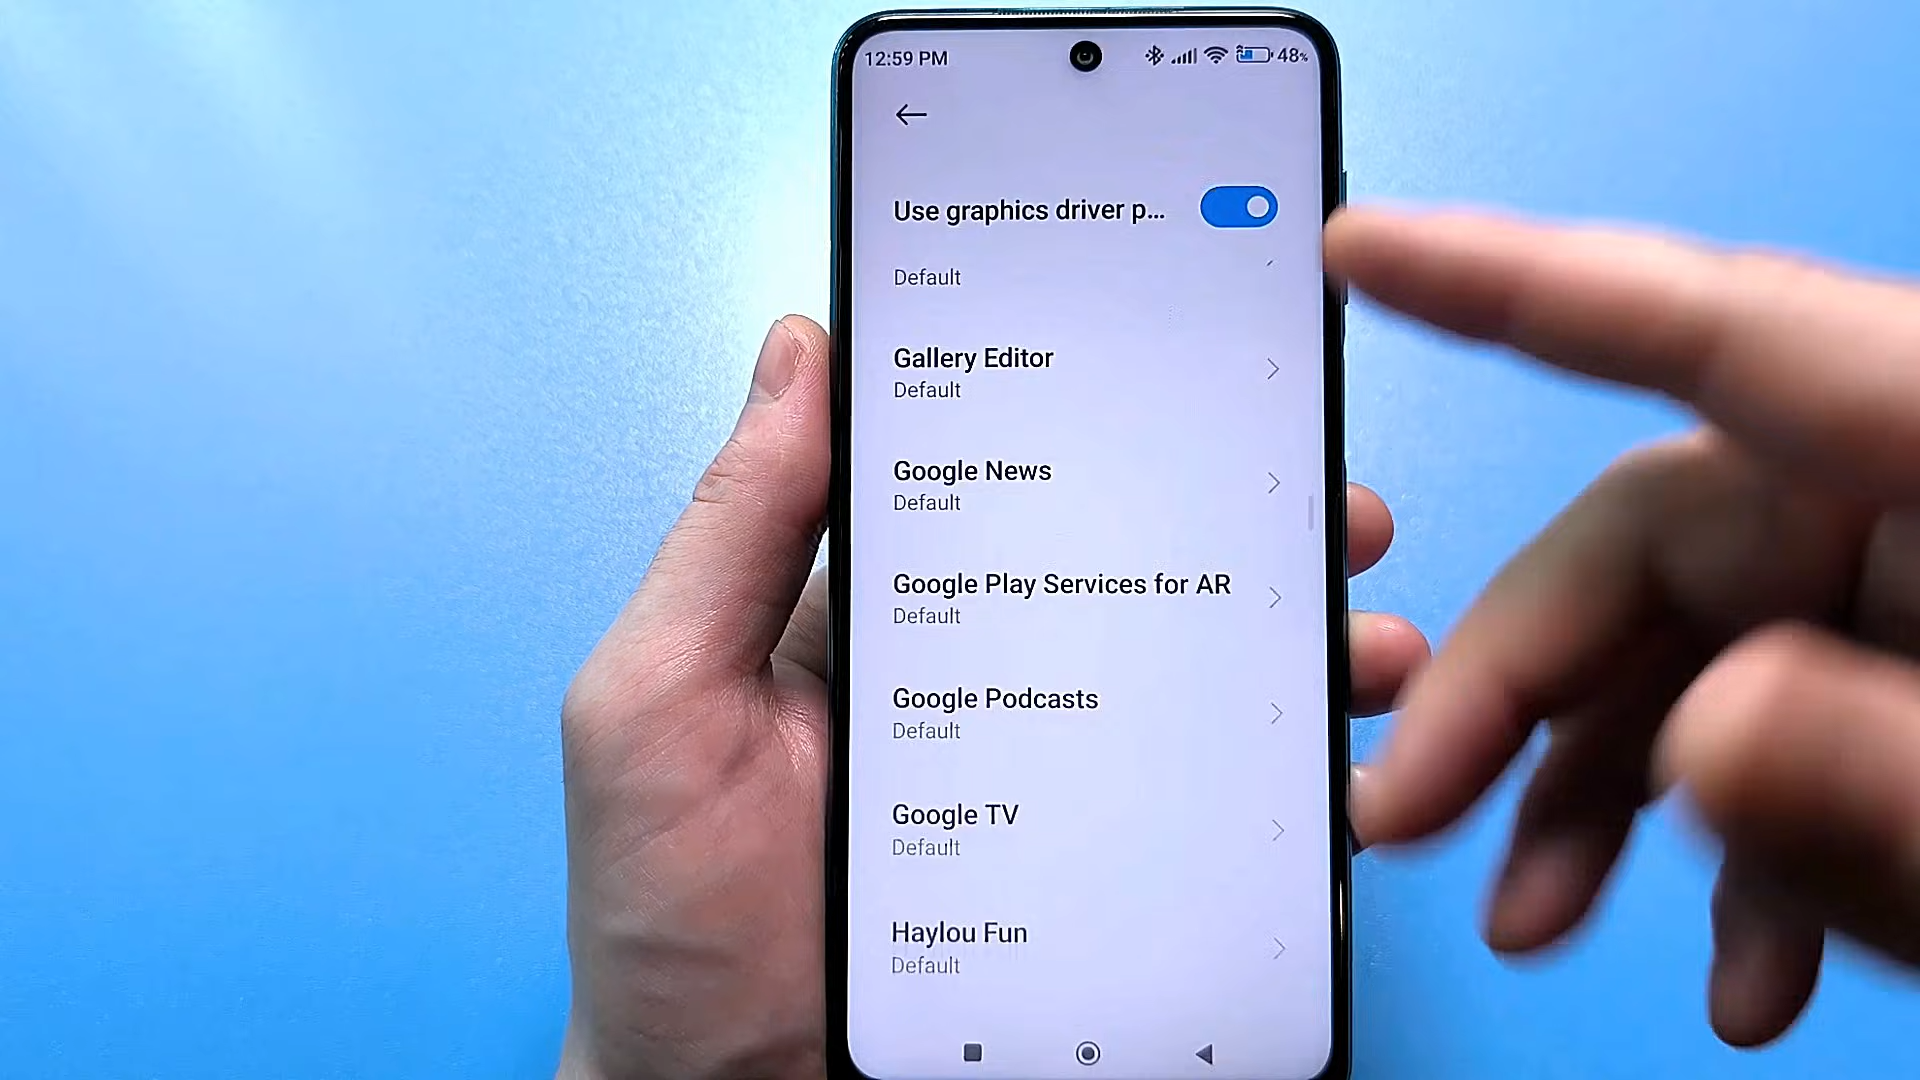 12:59 PM
48%
Use graphics driver p...
Default
Gallery Editor
Default
Google News
Default
Google Play Services for AR
Default
Google Podcasts
Default
Google TV
Default
Haylou Fun
Default